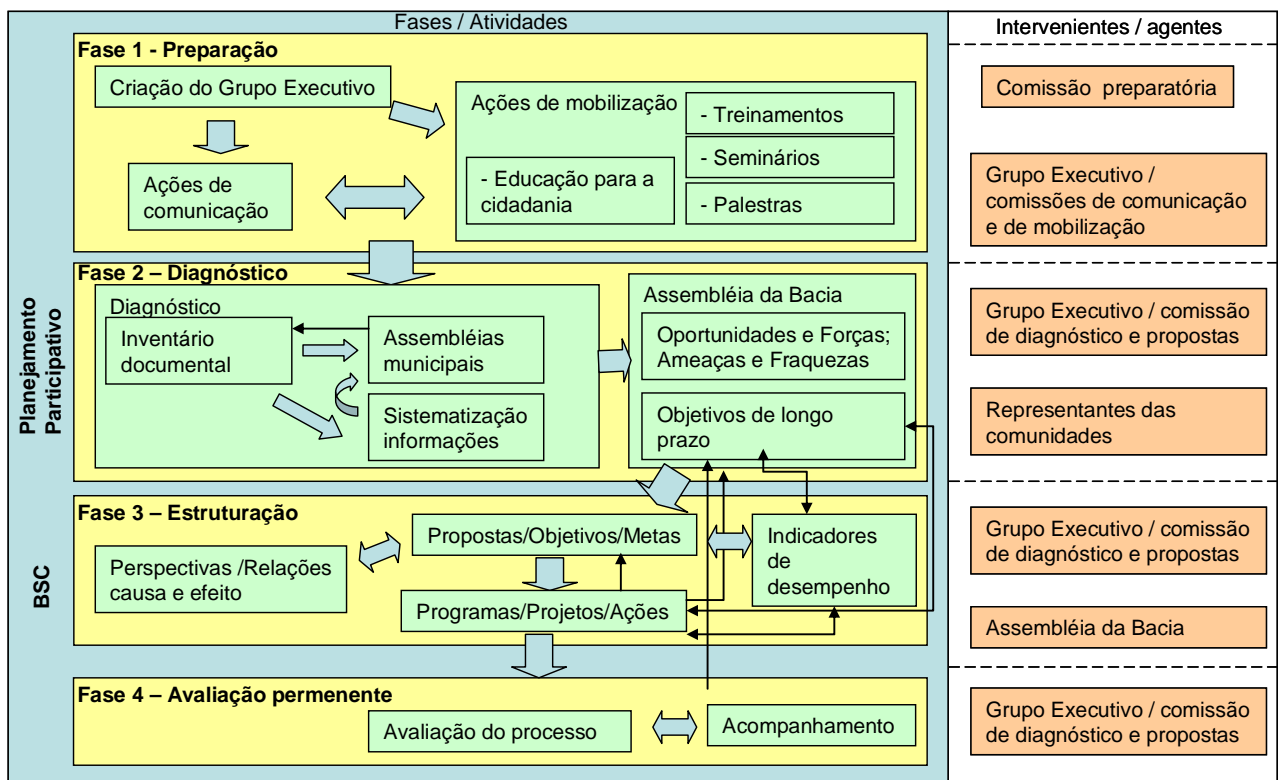 Fases / Atividades
Intervenientes / agentes
Fase 1 - Preparação
Criação do Grupo Executivo
Ações de mobilização
- Treinamentos
- Seminários
- Palestras
- Educação para a
cidadania
Ações de
comunicação
Comissão preparatória
Grupo Executivo /
comissões de comunicação
e de mobilização
Planejamento
Participativo
Fase 2 – Diagnóstico
Diagnóstico
Inventário
documental
Assembléias
municipais
Sistematização
informações
Assembléia da Bacia
Oportunidades e Forças;
Ameaças e Fraquezas
Objetivos de longo
prazo
Grupo Executivo / comissão
de diagnóstico e propostas
Representantes das
comunidades
BSC
Fase 3 – Estruturação
Perspectivas /Relações
causa e efeito
Propostas/Objetivos/Metas
Programas/Projetos/Ações
Indicadores
de
desempenho
Grupo Executivo / comissão
de diagnóstico e propostas
Assembléia da Bacia
Fase 4 – Avaliação permenente
Avaliação do processo
Acompanhamento
Grupo Executivo / comissão
de diagnóstico e propostas